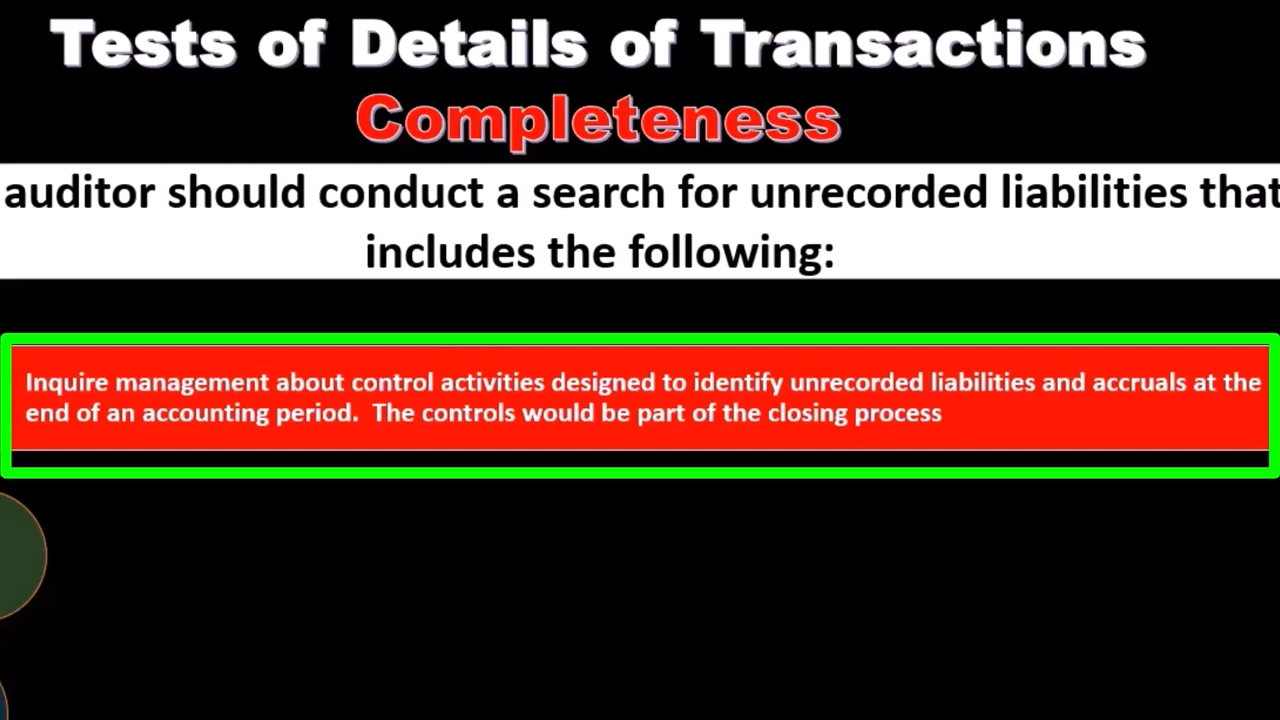 Tests of Details of Transactions
Completeness
auditor should conduct a search for unrecorded liabilities that
includes the following:
Inquire management about control activities designed to identify unrecorded liabilities and accruals at the
end of an accounting period. The controls would be part of the closing process